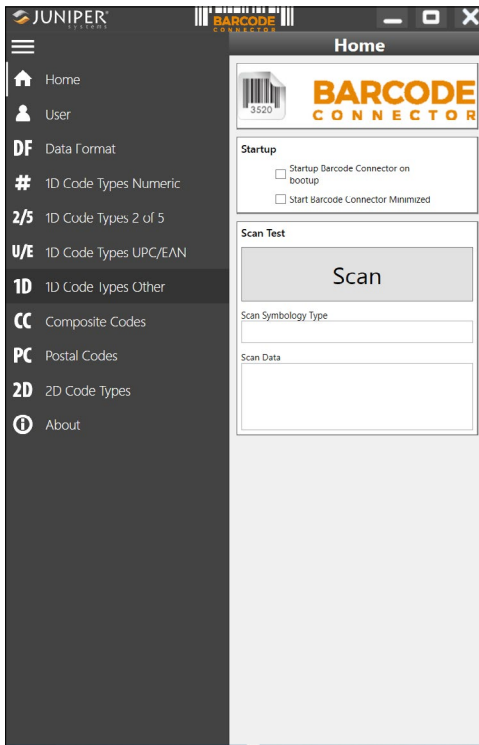 JUNIPER®
systems
BARCODE
CONNECTOR
Home
Home
User
DF Data Format
# 1D Code Types Numeric
2/5 1D Code Types 2 of 5
U/E 1D Code Types UPC/EAN
1D 1D Code Types Other
CC Composite Codes
PC Postal Codes
2D 2D Code Types
About
3520
BARCODE
CONNECTOR
Startup
Startup Barcode Connector on
bootup
Start Barcode Connector Minimized
Scan Test
Scan
Scan Symbology Type
Scan Data